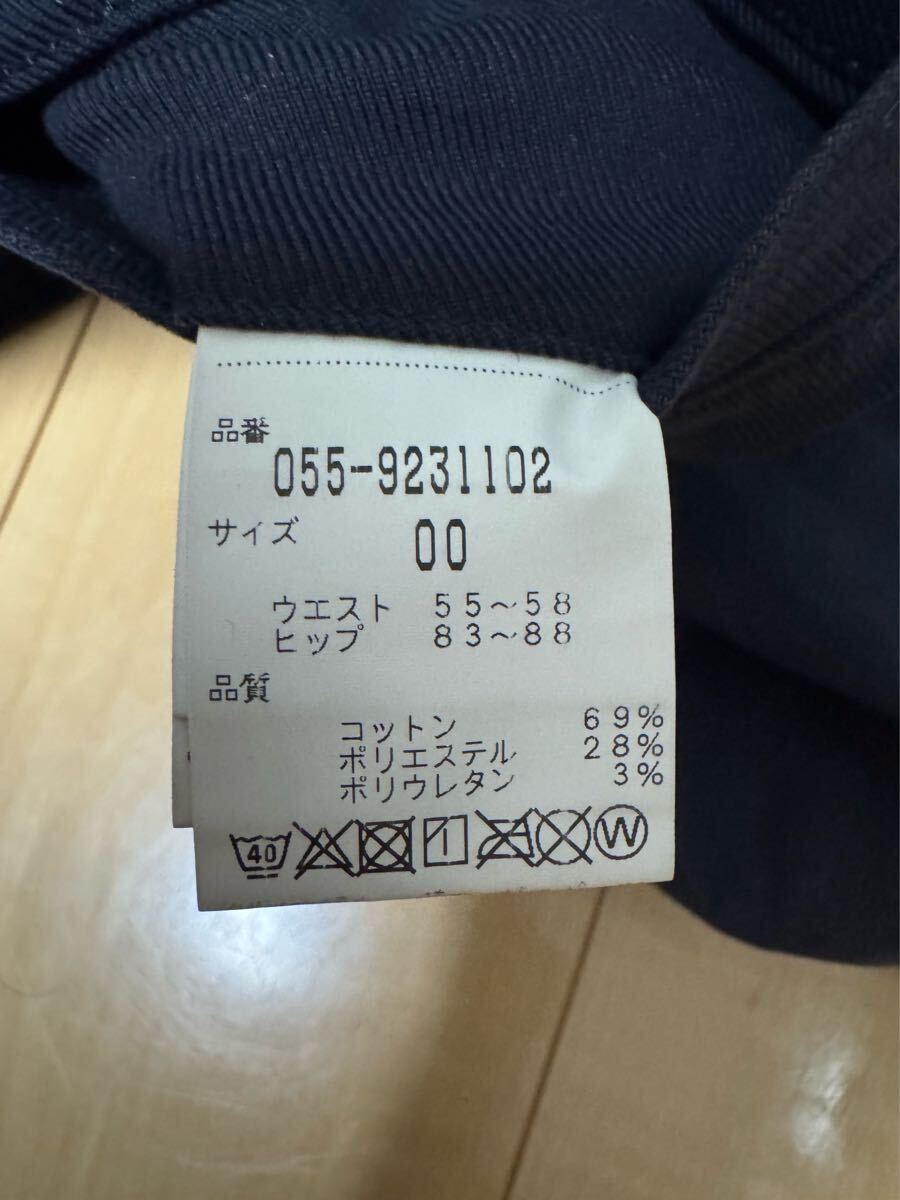 品番
055-9231102
サイズ 00
ウエスト 55～58
ヒップ 83～88
品質
コットン 69%
ポリエステル 28%
ポリウレタン 3%
40 W